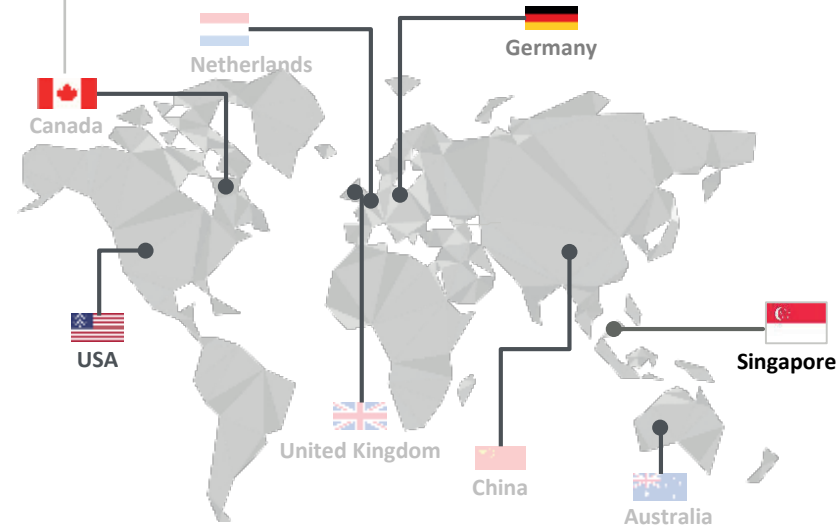 Germany
Netherlands
Canada
USA
Singapore
United Kingdom
China
Australia